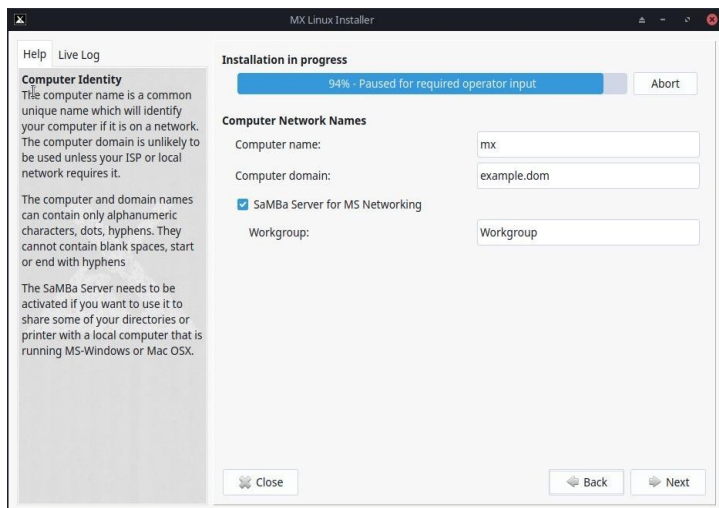 MX Linux Installer
Help
Live Log
Computer Identity
The computer name is a common
unique name which will identify
your computer if it is on a network.
The computer domain is unlikely to
be used unless your ISP or local
network requires it.
The computer and domain names
can contain only alphanumeric
characters, dots, hyphens. They
cannot contain blank spaces, start
or end with hyphens
The SaMBa Server needs to be
activated if you want to use it to
share some of your directories or
printer with a local computer that is
running MS-Windows or Mac OSX.
Installation in progress
94% - Paused for required operator input
Abort
Computer Network Names
Computer name:
mx
Computer domain:
example.dom
SaMBa Server for MS Networking
Workgroup:
Workgroup
Close
Back
Next